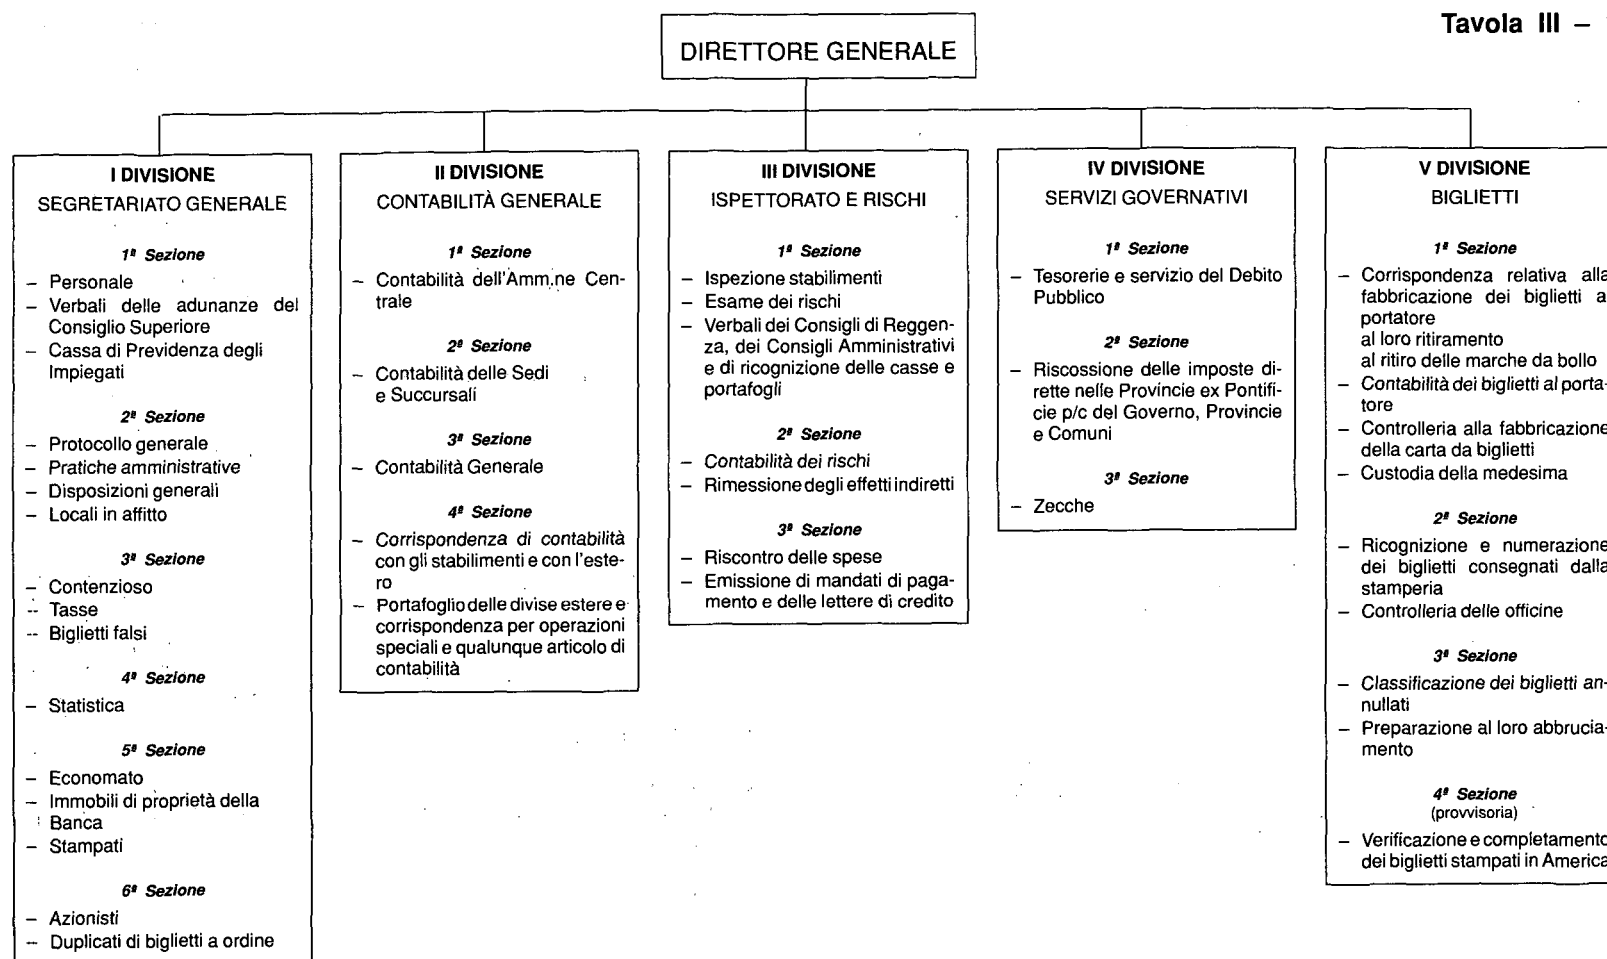 Tavola III –
DIRETTORE GENERALE
I DIVISIONE
SEGRETARIATO GENERALE
1ª Sezione
– Personale
– Verbali delle adunanze del
Consiglio Superiore
– Cassa di Previdenza degli
Impiegati
2ª Sezione
– Protocollo generale
– Pratiche amministrative
– Disposizioni generali
– Locali in affitto
3ª Sezione
– Contenzioso
-- Tasse
-- Biglietti falsi
4ª Sezione
– Statistica
5ª Sezione
– Economato
– Immobili di proprietà della
Banca
– Stampati
6ª Sezione
– Azionisti
– Duplicati di biglietti a ordine
II DIVISIONE
CONTABILITÀ GENERALE
1ª Sezione
– Contabilità dell'Amm.ne Cen-
trale
2ª Sezione
– Contabilità delle Sedi
e Succursali
3ª Sezione
– Contabilità Generale
4ª Sezione
– Corrispondenza di contabilità
con gli stabilimenti e con l'este-
ro
– Portafoglio delle divise estere e
corrispondenza per operazioni
speciali e qualunque articolo di
contabilità
III DIVISIONE
ISPETTORATO E RISCHI
1ª Sezione
– Ispezione stabilimenti
– Esame dei rischi
– Verbali dei Consigli di Reggen-
za, dei Consigli Amministrativi
e di ricognizione delle casse e
portafogli
2ª Sezione
– Contabilità dei rischi
– Rimessione degli effetti indiretti
3ª Sezione
– Riscontro delle spese
– Emissione di mandati di paga-
mento e delle lettere di credito
IV DIVISIONE
SERVIZI GOVERNATIVI
1ª Sezione
– Tesorerie e servizio del Debito
Pubblico
2ª Sezione
– Riscossione delle imposte di-
rette nelle Provincie ex Pontifi-
cie p/c del Governo, Provincie
e Comuni
3ª Sezione
– Zecche
V DIVISIONE
BIGLIETTI
1ª Sezione
– Corrispondenza relativa alla
fabbricazione dei biglietti al
portatore
al loro ritiramento
al ritiro delle marche da bollo
– Contabilità dei biglietti al porta-
tore
– Controlleria alla fabbricazione
della carta da biglietti
– Custodia della medesima
2ª Sezione
– Ricognizione e numerazione
dei biglietti consegnati dalla
stamperia
– Controlleria delle officine
3ª Sezione
– Classificazione dei biglietti an-
nullati
– Preparazione al loro abbrucia-
mento
4ª Sezione
(provvisoria)
– Verificazione e completamento
dei biglietti stampati in America